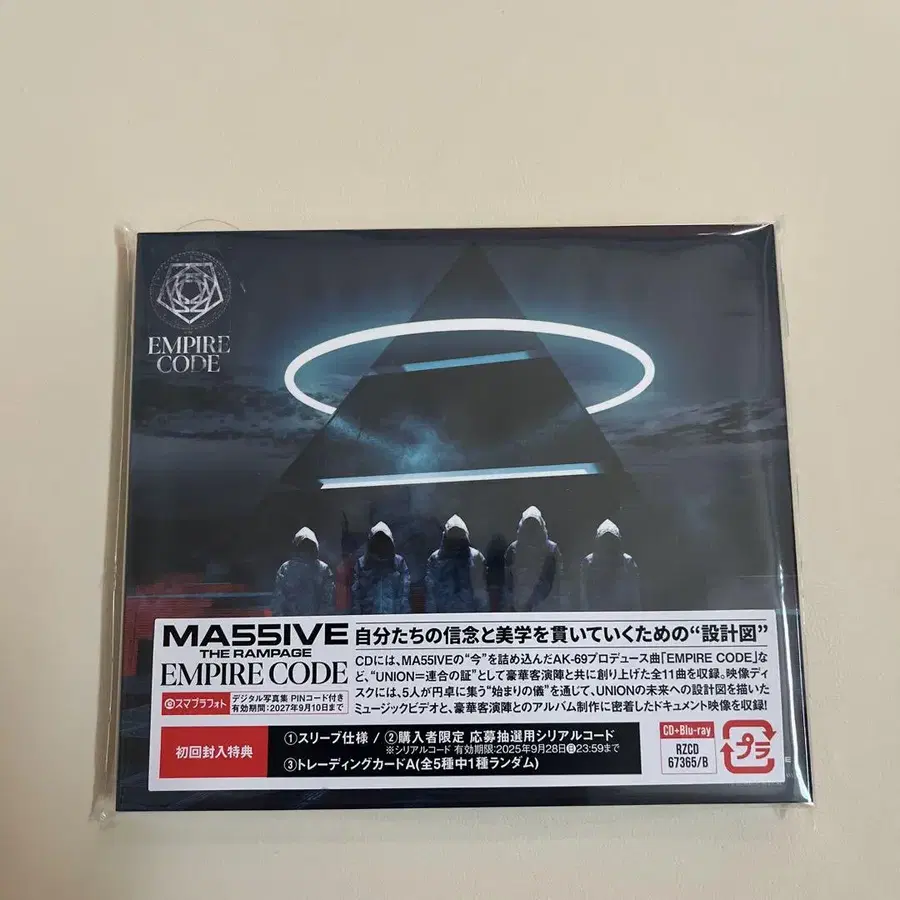 EMPIRE
CODE
MA55IVE
THE RAMPAGE
EMPIRE CODE
スマプラフォト
デジタル写真集 PINコード付き
有効期間:2027年9月10日まで
自分たちの信念と美学を貫いていくための“設計図”
CDには、MA55IVEの“今”を詰め込んだAK-69プロデュース曲「EMPIRE CODE」な
ど、“UNION=連合の証”として豪華客演陣と共に創り上げた全11曲を収録。映像ディ
スクには、5人が円卓に集う“始まりの儀”を通じて、UNIONの未来への設計図を描いた
ミュージックビデオと、豪華客演陣とのアルバム制作に密着したドキュメント映像を収録!
初回封入特典
①スリーブ仕様 / ②購入者限定 応募抽選用シリアルコード
※シリアルコード 有効期限:2025年9月28日㊐23:59まで
③トレーディングカードA(全5種中1種ランダム)
CD+Blu-ray
RZCD
67365/B
プラ